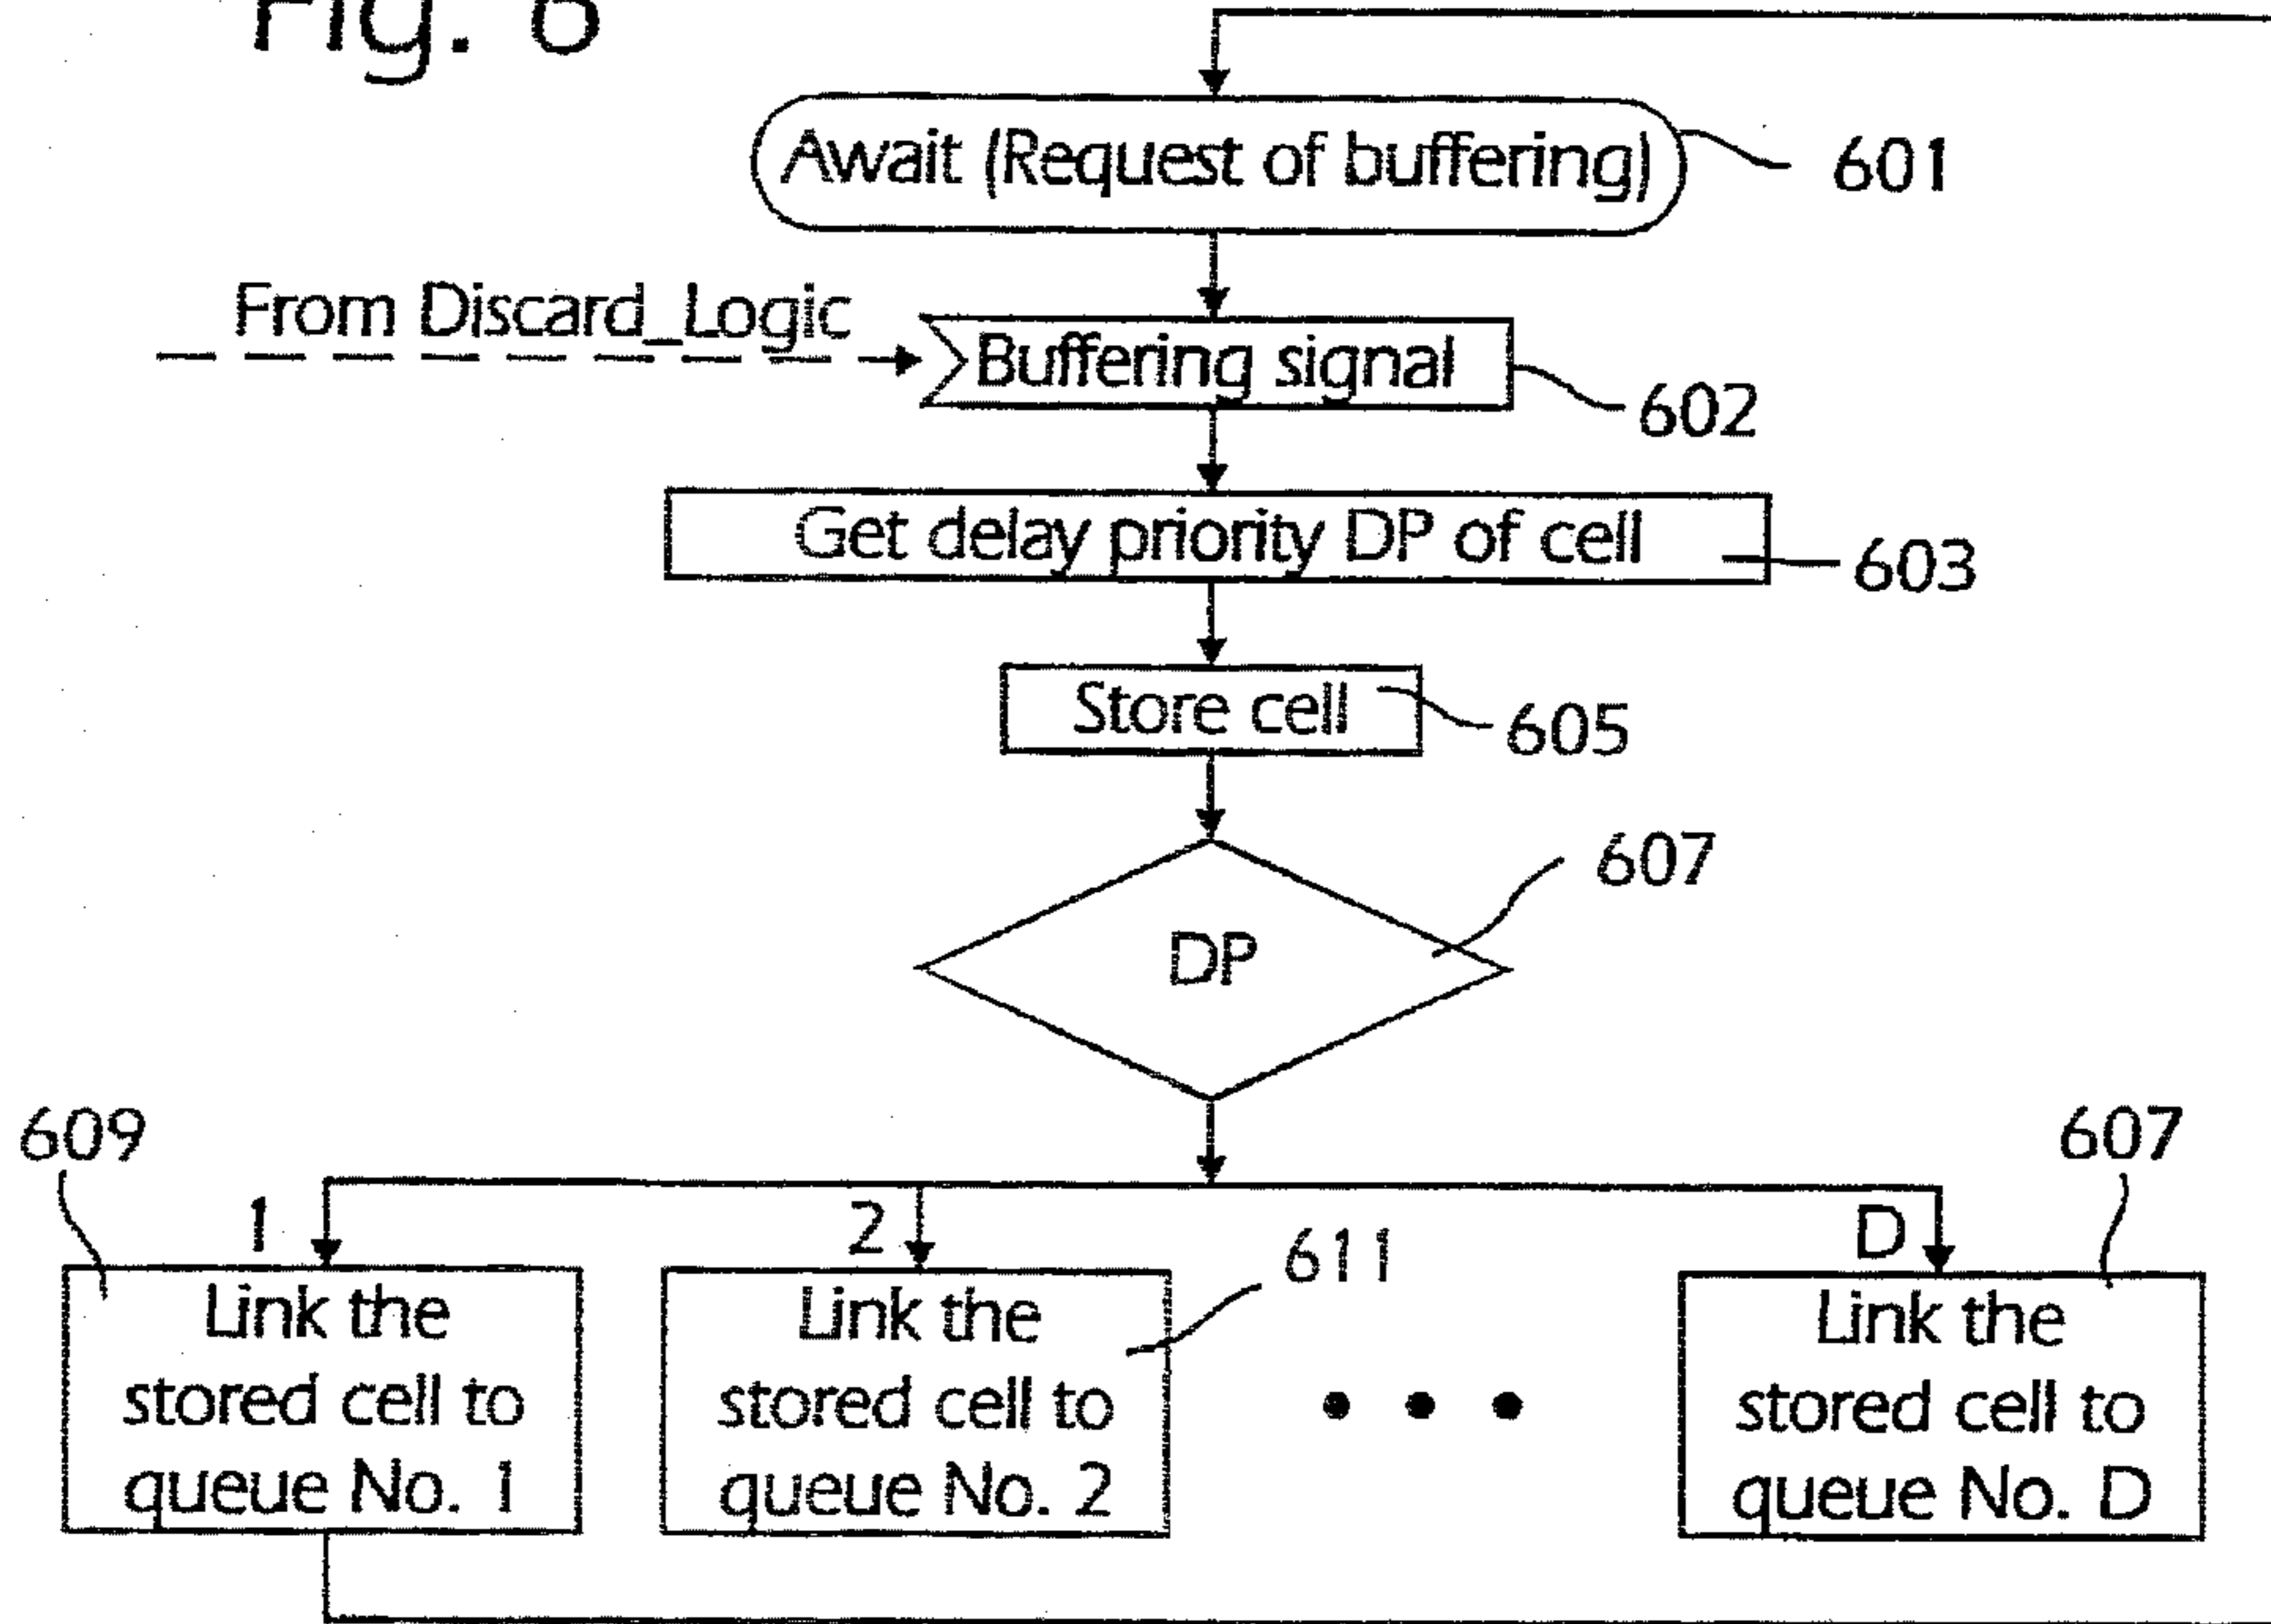 Fig. 6
Await (Request of buffering)
601
From Discard_Logic
Buffering signal
602
Get delay priority DP of cell
603
Store cell
605
607
DP
609
607
1
2
611
D
Link the
stored cell to
queue No. 1
Link the
stored cell to
queue No. 2
Link the
stored cell to
queue No. D